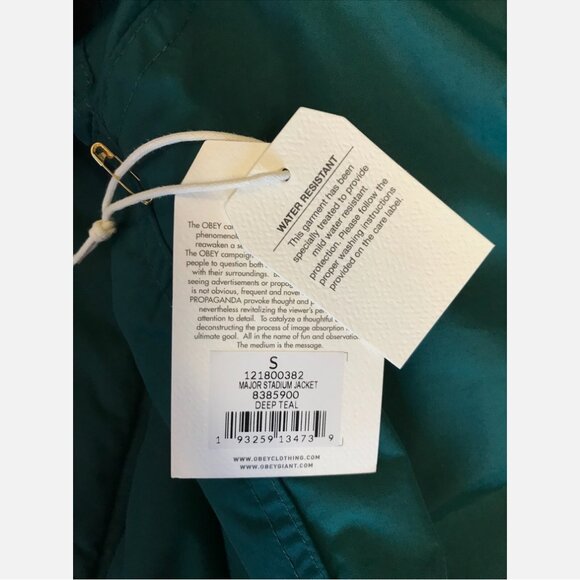 WATER RESISTANT
This garment has been
specially treated to provide
mild water resistant
protection. Please follow the
proper washing instructions
provided on the care label.
The OBEY
phenomenol
reawaken a se
The OBEY campaign
people to question both
with their surroundings.
seeing advertisements or propag
is not obvious, frequent and nove
PROPAGANDA provoke thought and
nevertheless revitalizing the viewer's pe
attention to detail. To catalyze a thoughtful
deconstructing the process of image absorption
ultimate goal. All in the name of fun and observation
The medium is the message.
S
121800382
MAJOR STADIUM JACKET
8385900
DEEP TEAL
1 93259 13473 9
WWW.OBEYCLOTHING.COM
WWW.OBEYGIANT.COM